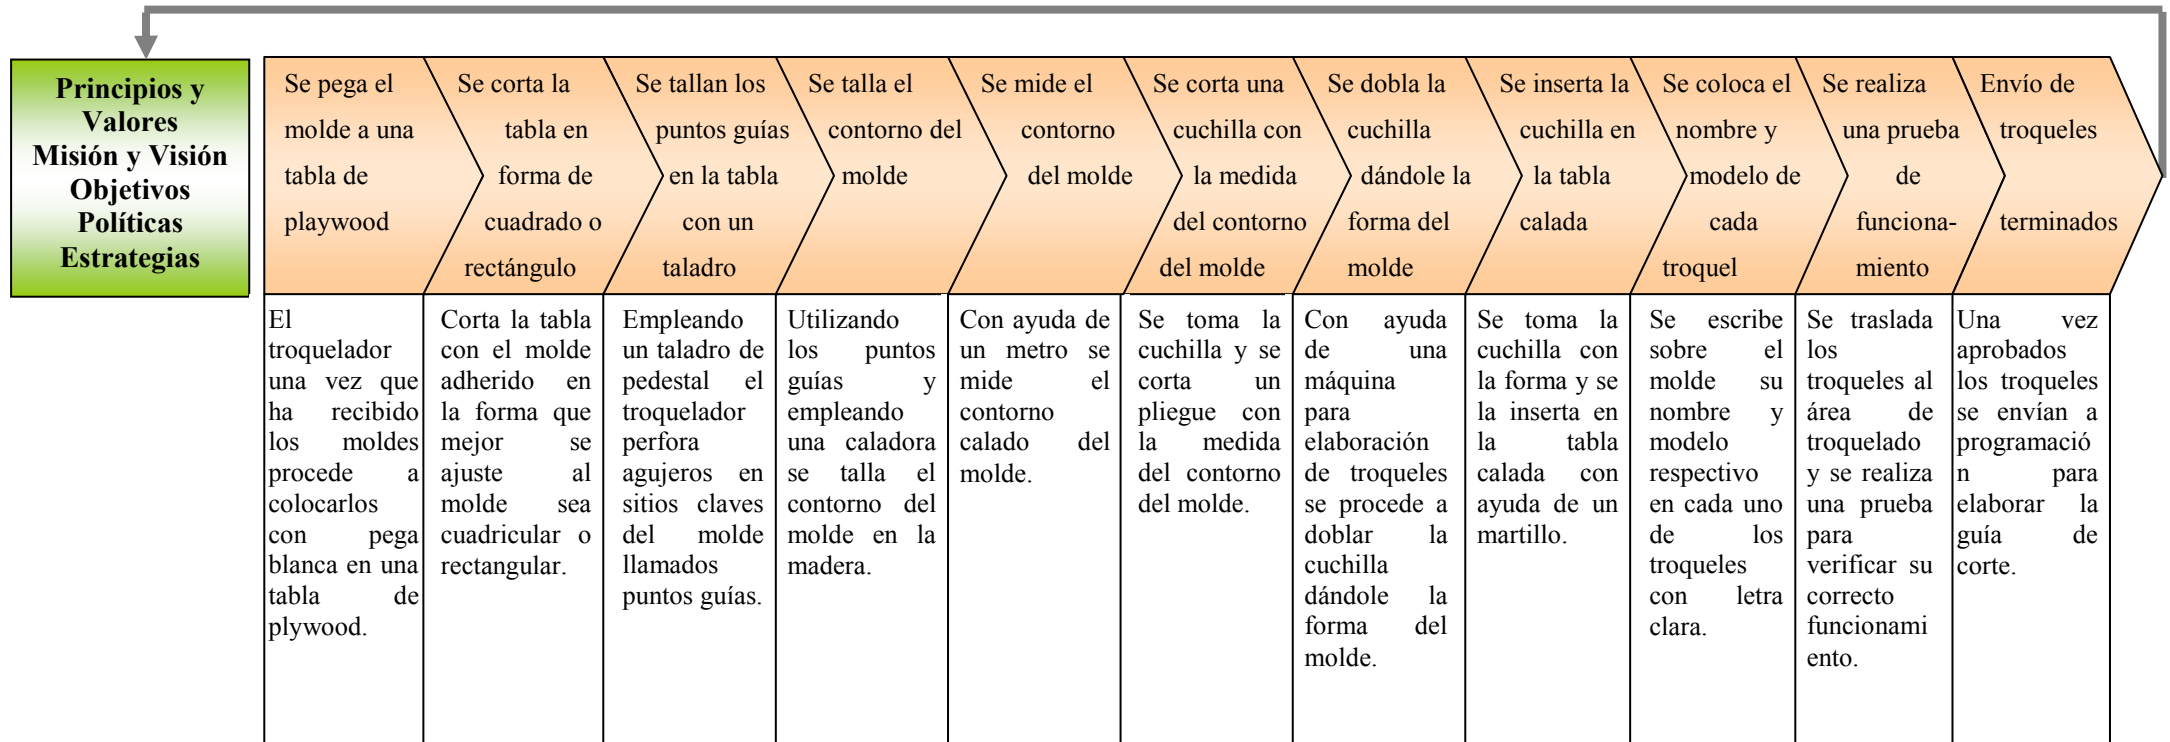 Principios y
Valores
Misión y Visión
Objetivos
Políticas
Estrategias
Se pega el
molde a una
tabla de
playwood
Se corta la
tabla en
forma de
cuadrado o
rectángulo
Se tallan los
puntos guías
en la tabla
con un
taladro
Se talla el
contorno del
molde
Se mide el
contorno
del molde
Se corta una
cuchilla con
la medida
del contorno
del molde
Se dobla la
cuchilla
dándole la
forma del
molde
Se inserta la
cuchilla en
la tabla
calada
Se coloca el
nombre y
modelo de
cada
troquel
Se realiza
una prueba
de
funciona-
miento
Envío de
troqueles
terminados
El
troquelador
una vez que
ha recibido
los moldes
procede a
colocarlos
con pega
blanca en una
tabla de
plywood.
Corta la tabla
con el molde
adherido en
la forma que
mejor se
ajuste al
molde sea
cuadricular o
rectangular.
Empleando
un taladro de
pedestal el
troquelador
perfora
agujeros en
sitios claves
del molde
llamados
puntos guías.
Utilizando
los puntos
guías y
empleando
una caladora
se talla el
contorno del
molde en la
madera.
Con ayuda de
un metro se
mide el
contorno
calado del
molde.
Se toma la
cuchilla y se
corta un
pliegue con
la medida
del contorno
del molde.
Con ayuda
de una
máquina
para
elaboración
de troqueles
se procede a
doblar la
cuchilla
dándole la
forma del
molde.
Se toma la
cuchilla con
la forma y se
la inserta en
la tabla
calada con
ayuda de un
martillo.
Se escribe
sobre el
molde su
nombre y
modelo
respectivo
en cada uno
de los
troqueles
con letra
clara.
Se traslada
los
troqueles al
área de
troquelado
y se realiza
una prueba
para
verificar su
correcto
funcionami
ento.
Una vez
aprobados
los troqueles
se envían a
programació
n para
elaborar la
guía de
corte.